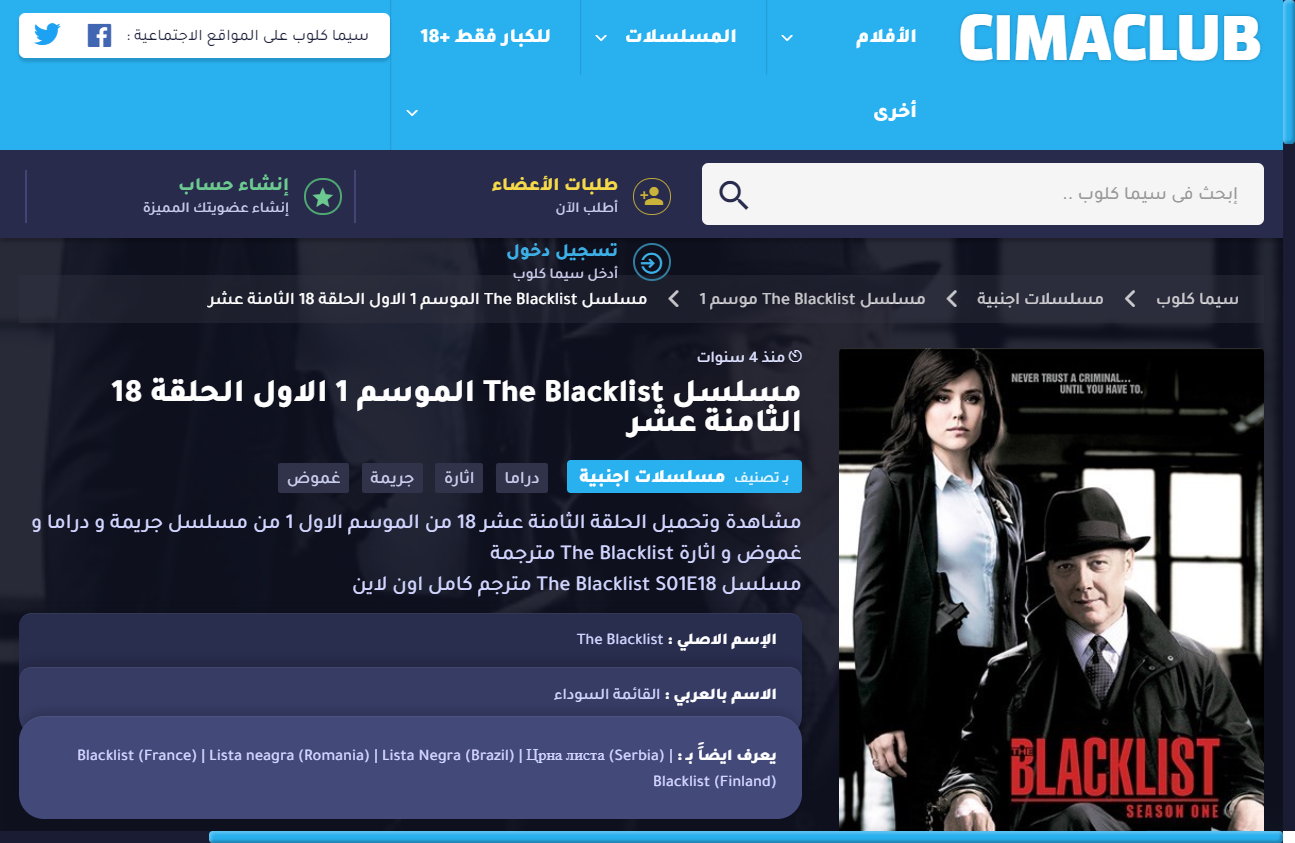 CIMACLUB
الأفلام
المسلسلات
للكبار فقط +18
سيما كلوب على المواقع الاجتماعية :
أخرى
إبحث فى سيما كلوب ..
طلبات الأعضاء
أطلب الآن
إنشاء حساب
إنشاء عضويتك المميزة
تسجيل دخول
أدخل سيما كلوب
سيما كلوب
مسلسلات اجنبية
مسلسل The Blacklist موسم 1
مسلسل The Blacklist الموسم 1 الاول الحلقة 18 الثامنة عشر
NEVER TRUST A CRIMINAL...
UNTIL YOU HAVE TO.
THE
BLACKLIST
SEASON ONE
منذ 4 سنوات
مسلسل The Blacklist الموسم 1 الاول الحلقة 18
الثامنة عشر
بـ تصنيف مسلسلات اجنبية
دراما
اثارة
جريمة
غموض
مشاهدة وتحميل الحلقة الثامنة عشر 18 من الموسم الاول 1 من مسلسل جريمة و دراما و
غموض و اثارة The Blacklist مترجمة
مسلسل The Blacklist S01E18 مترجم كامل اون لاين
الإسم الاصلي : The Blacklist
الاسم بالعربي : القائمة السوداء
يعرف ايضاً بـ : Blacklist (France) | Lista neagra (Romania) | Lista Negra (Brazil) | Црна листа (Serbia) |
Blacklist (Finland)